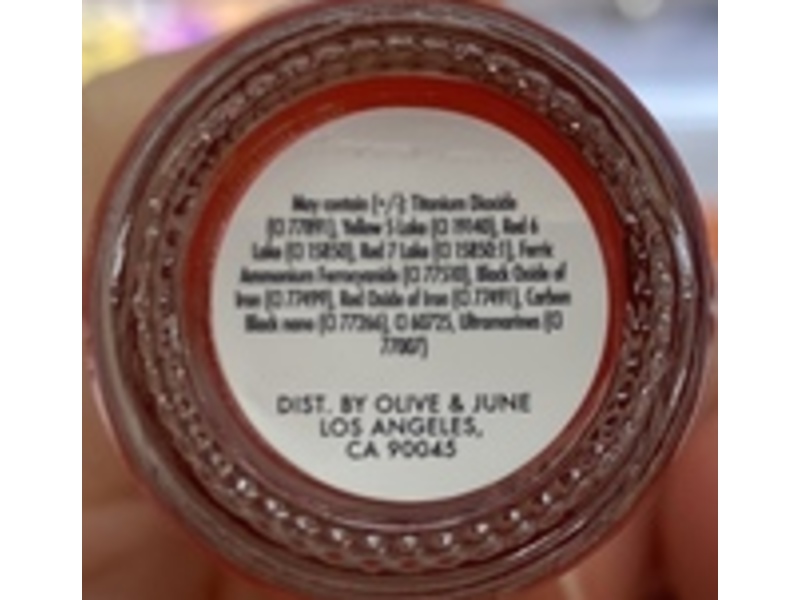 May contain (+/-): Titanium Dioxide
(CI 77891), Yellow 5 Lake (CI 19140), Red 6
Lake (CI 15850), Red 7 Lake (CI 15850:1), Ferric
Ammonium Ferrocyanide (CI 77510), Black Oxide of
Iron (CI 77499), Red Oxide of Iron (CI 77491), Carbon
Black nano (CI 77266), CI 60725, Ultramarines (CI
77007)
DIST. BY OLIVE & JUNE
LOS ANGELES,
CA 90045